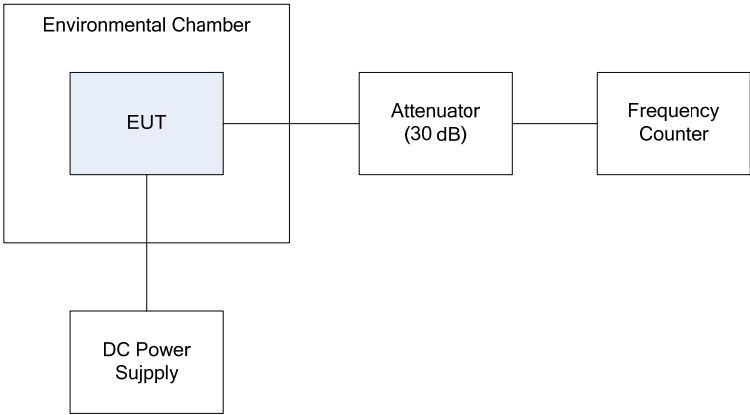 Environmental Chamber
EUT
Attenuator
(30 dB)
Frequency
Counter
DC Power
Sujpply